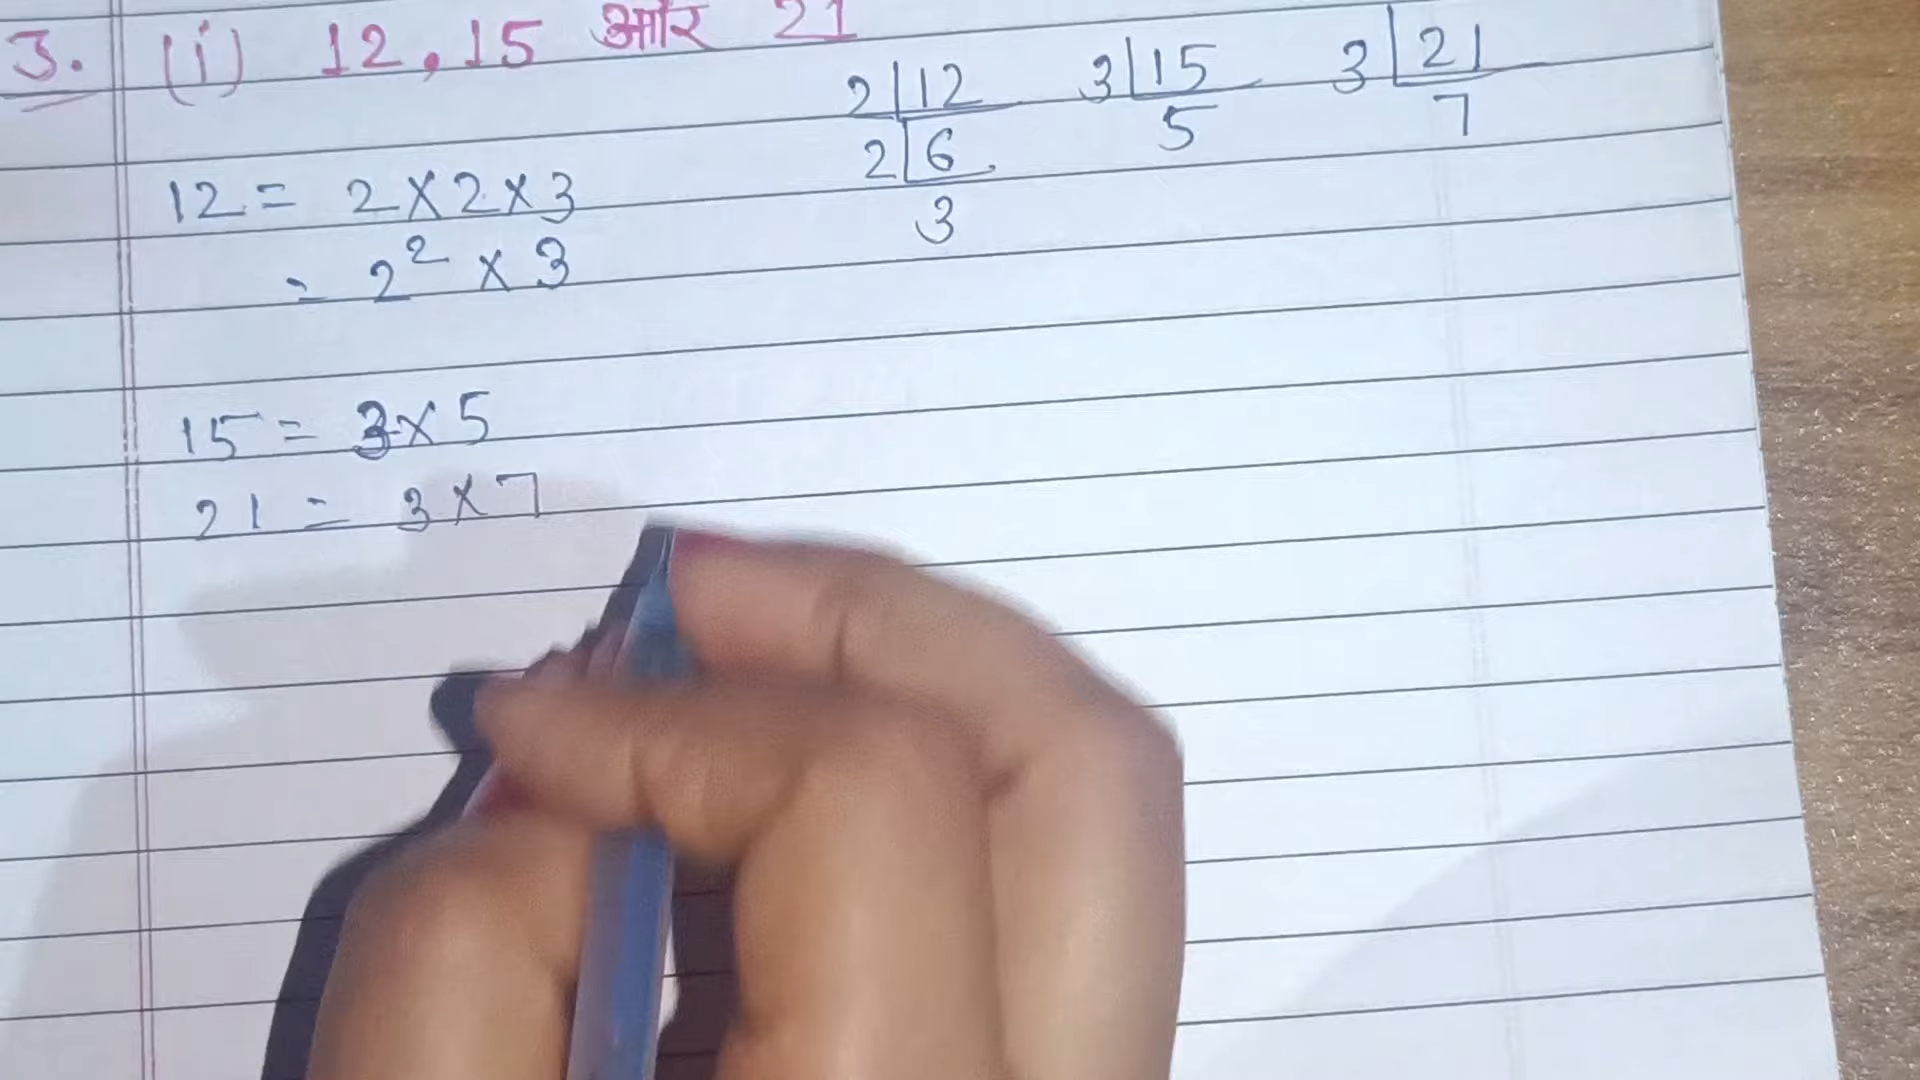 3. (i) 12, 15 और 21
2 | 12
2 | 6
3
3 | 15
5
3 | 21
7
12 = 2 × 2 × 3
= 2² × 3
15 = 3 × 5
21 = 3 × 7